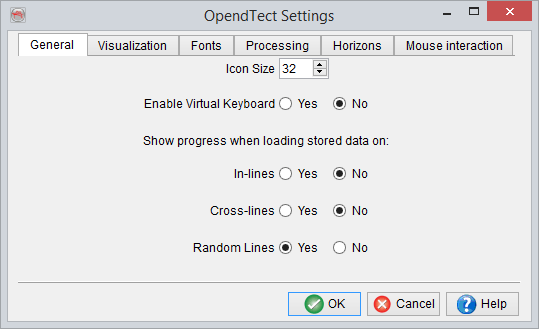 OpendTect Settings
General Visualization Fonts Processing Horizons Mouse interaction
Icon Size 32
Enable Virtual Keyboard Yes No
Show progress when loading stored data on:
In-lines Yes No
Cross-lines Yes No
Random Lines Yes No
OK Cancel Help